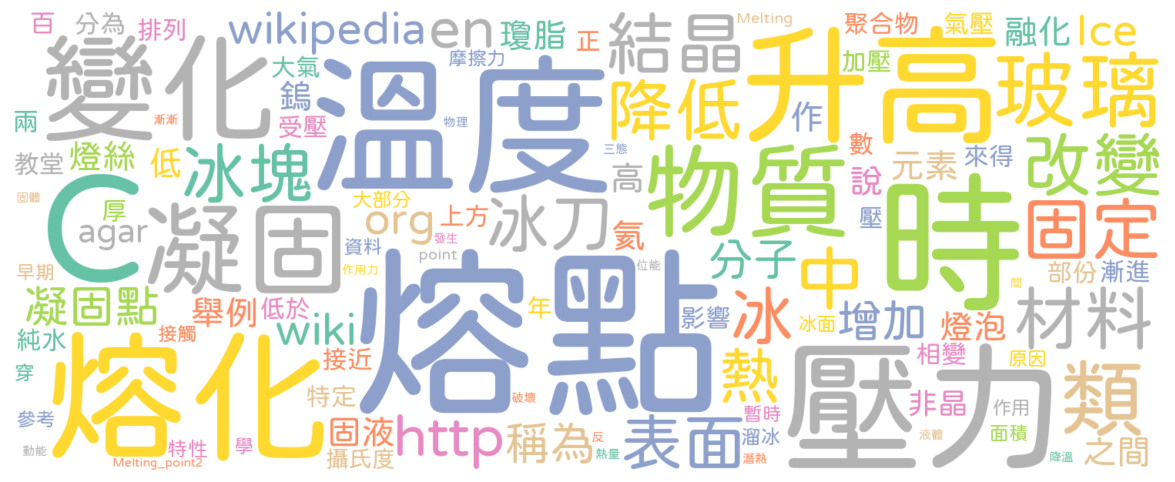 百 分為 排列 wikipedia en 瓊脂 正 結晶 Melting 聚合物 氣壓 融化 Ice
變化 大氣 摩擦力 升高 加壓 玻璃
兩 漸漸 受壓 鎢 溫度 物理 降低 作 數
教堂 燈絲 低 冰塊 三態 高 物質 說 元素 來得 改變
固體 C 厚 agar 凝固 大部分 org 上方 冰刀 氦 壓 時 固定
資料 發生 point 位能 分子 中 部份 漸進
早期 作用力 間
凝固點 舉例 低於 wiki 熔點 年 影響 冰 冰面 增加 燈泡 材料
純水 接觸 接近
穿 熔化 熱 壓力 相變 原因 類
參考 特定 破壞 暫時 非晶 作用
動能 特性 學 固液 http 稱為 反 表面 溜冰 液體 面積 之間
Melting_point2 攝氏度 熱量 潛熱 降溫